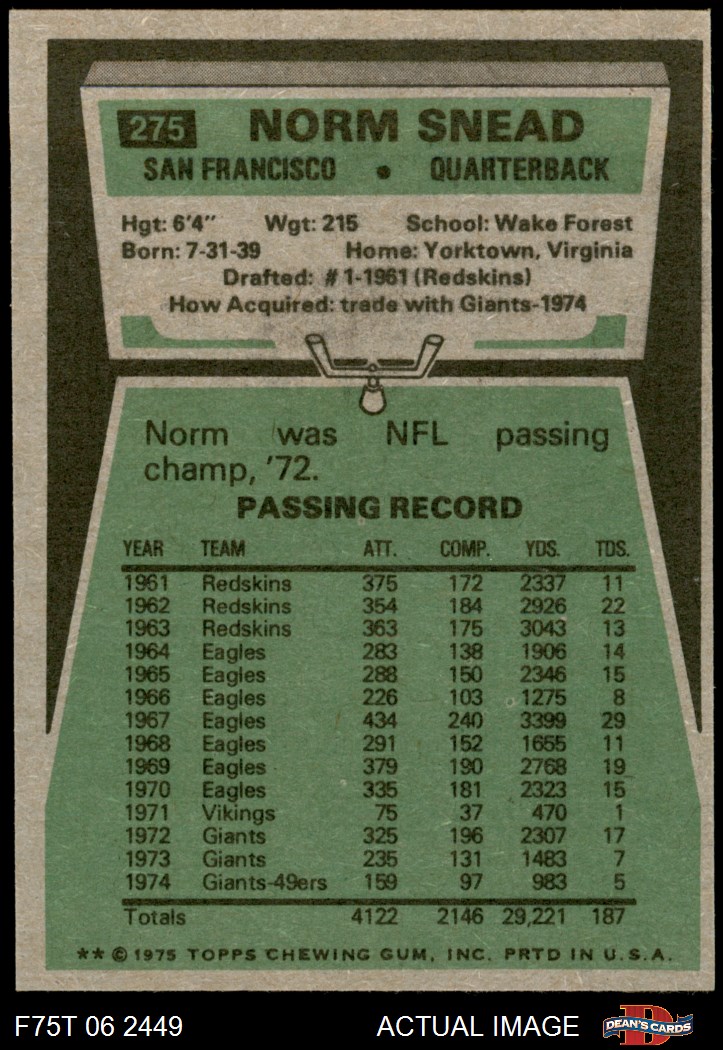 275 NORM SNEAD
SAN FRANCISCO • QUARTERBACK
Hgt: 6'4" Wgt: 215 School: Wake Forest
Born: 7-31-39 Home: Yorktown, Virginia
Drafted: #1-1961 (Redskins)
How Acquired: trade with Giants-1974
Norm was NFL passing
champ, '72.
PASSING RECORD
YEAR TEAM ATT. COMP. YDS. TDS.
1961 Redskins 375 172 2337 11
1962 Redskins 354 184 2926 22
1963 Redskins 363 175 3043 13
1964 Eagles 283 138 1906 14
1965 Eagles 288 150 2346 15
1966 Eagles 226 103 1275 8
1967 Eagles 434 240 3399 29
1968 Eagles 291 152 1655 11
1969 Eagles 379 190 2768 19
1970 Eagles 335 181 2323 15
1971 Vikings 75 37 470 1
1972 Giants 325 196 2307 17
1973 Giants 235 131 1483 7
1974 Giants-49ers 159 97 983 5
Totals 4122 2146 29,221 187
** © 1975 TOPPS CHEWING GUM, INC. PRTD IN U.S.A.
F75T 06 2449 ACTUAL IMAGE D DEAN'S CARDS